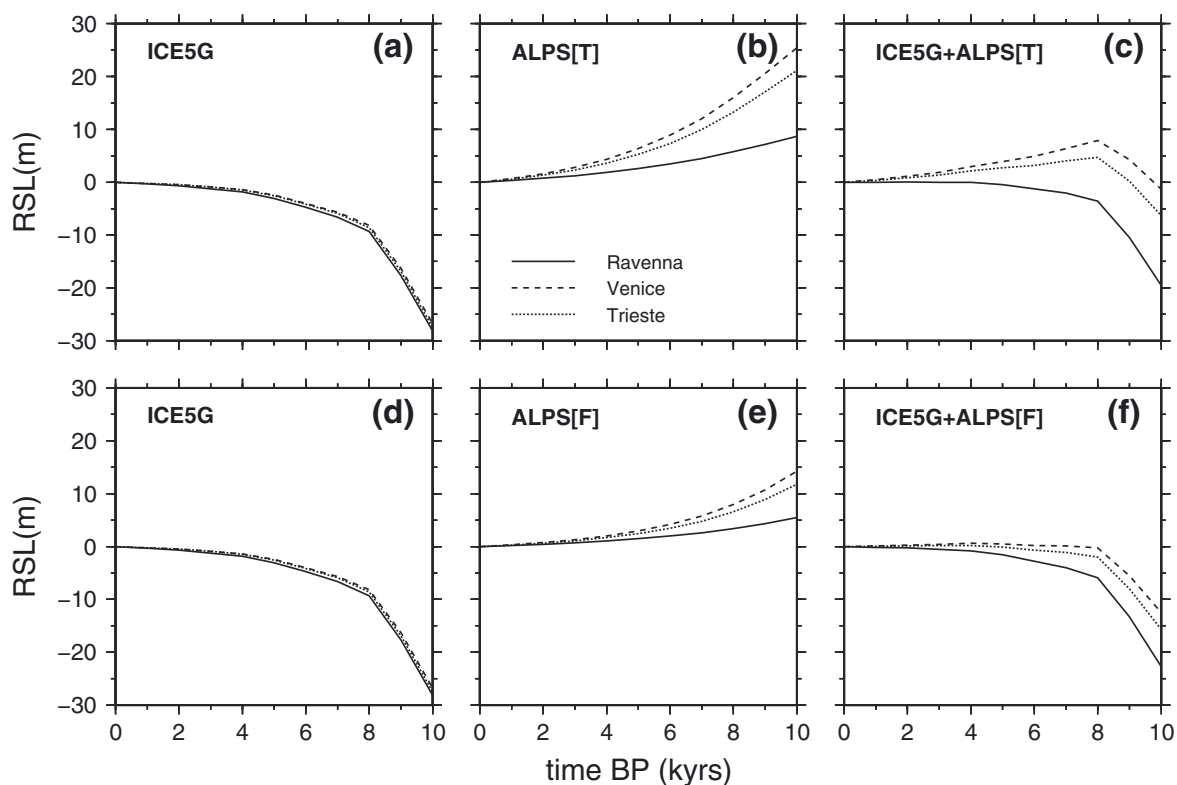 30
20
10
0
−10
−20
−30
RSL(m)
ICE5G
(a)
ALPS[T]
(b)
Ravenna
Venice
Trieste
ICE5G+ALPS[T]
(c)
30
20
10
0
−10
−20
−30
RSL(m)
ICE5G
(d)
ALPS[F]
(e)
ICE5G+ALPS[F]
(f)
0 2 4 6 8 10
0 2 4 6 8 10
0 2 4 6 8 10
time BP (kyrs)